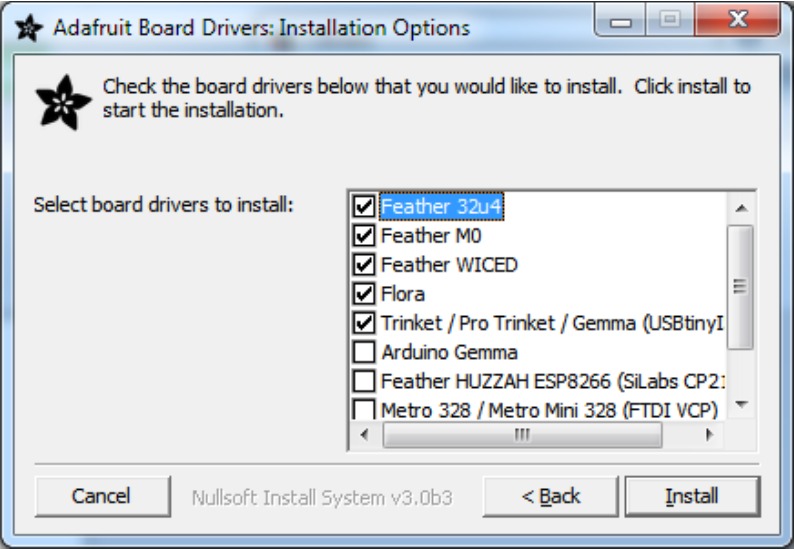 Adafruit Board Drivers: Installation Options
Check the board drivers below that you would like to install. Click install to
start the installation.
Select board drivers to install:
Feather 32u4
Feather M0
Feather WICED
Flora
Trinket / Pro Trinket / Gemma (USBtinyI
Arduino Gemma
Feather HUZZAH ESP8266 (SiLabs CP21
Metro 328 / Metro Mini 328 (FTDI VCP)
Cancel
Nullsoft Install System v3.0b3
< Back
Install